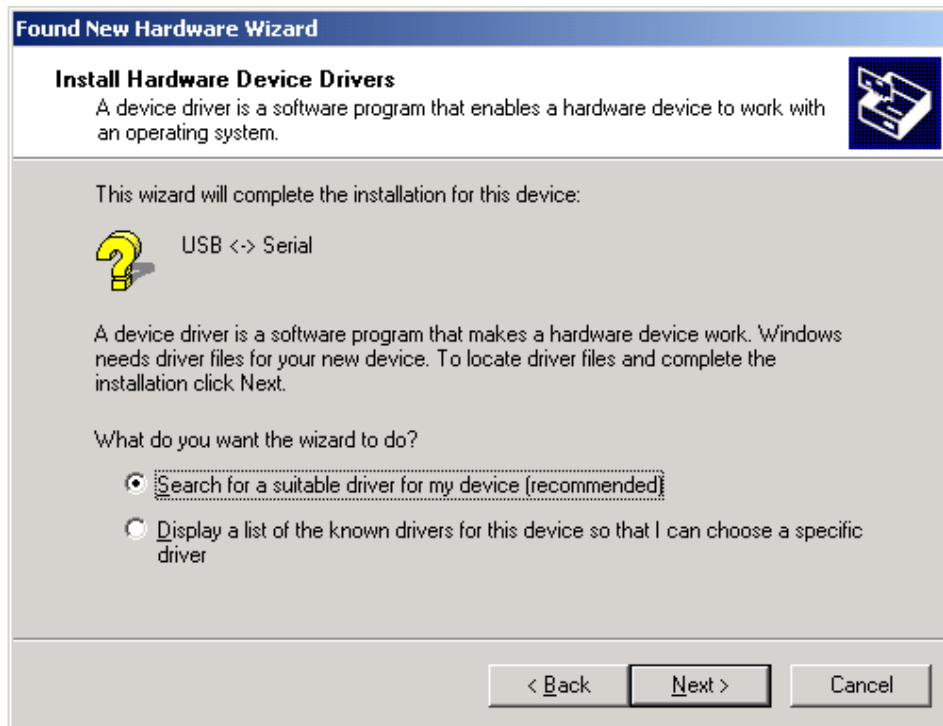 Found New Hardware Wizard
Install Hardware Device Drivers
A device driver is a software program that enables a hardware device to work with
an operating system.
This wizard will complete the installation for this device:
USB <-> Serial
A device driver is a software program that makes a hardware device work. Windows
needs driver files for your new device. To locate driver files and complete the
installation click Next.
What do you want the wizard to do?
Search for a suitable driver for my device (recommended)
Display a list of the known drivers for this device so that I can choose a specific
driver
< Back
Next >
Cancel